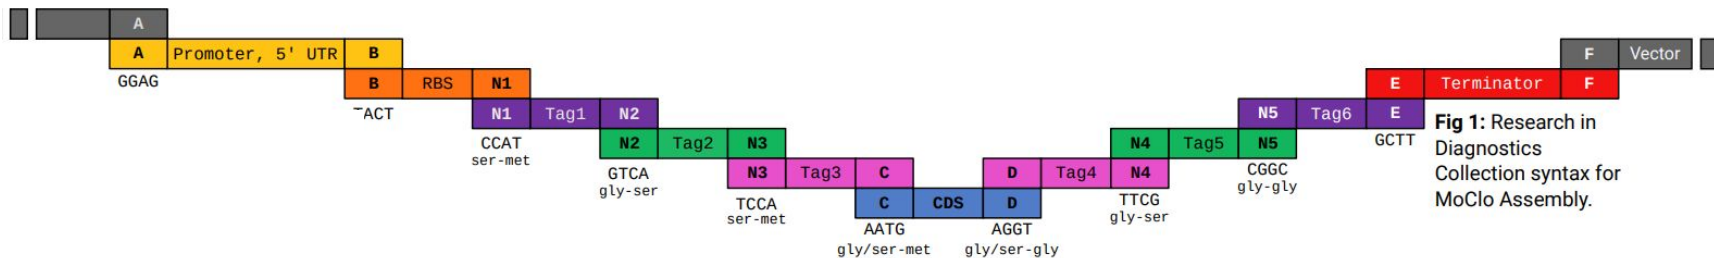 A
A Promoter, 5' UTR B F Vector
GGAG B RBS N1 E Terminator F
TACT N1 Tag1 N2 N5 Tag6 E Fig 1: Research in
CCAT N2 Tag2 N3 N4 Tag5 N5 GCTT Diagnostics
ser-met
GTCA N3 Tag3 C D Tag4 N4 CGGC Collection syntax for
gly-ser gly-gly
TCCA C CDS D TTCG MoClo Assembly.
ser-met gly-ser
AATG AGGT
gly/ser-met gly/ser-gly